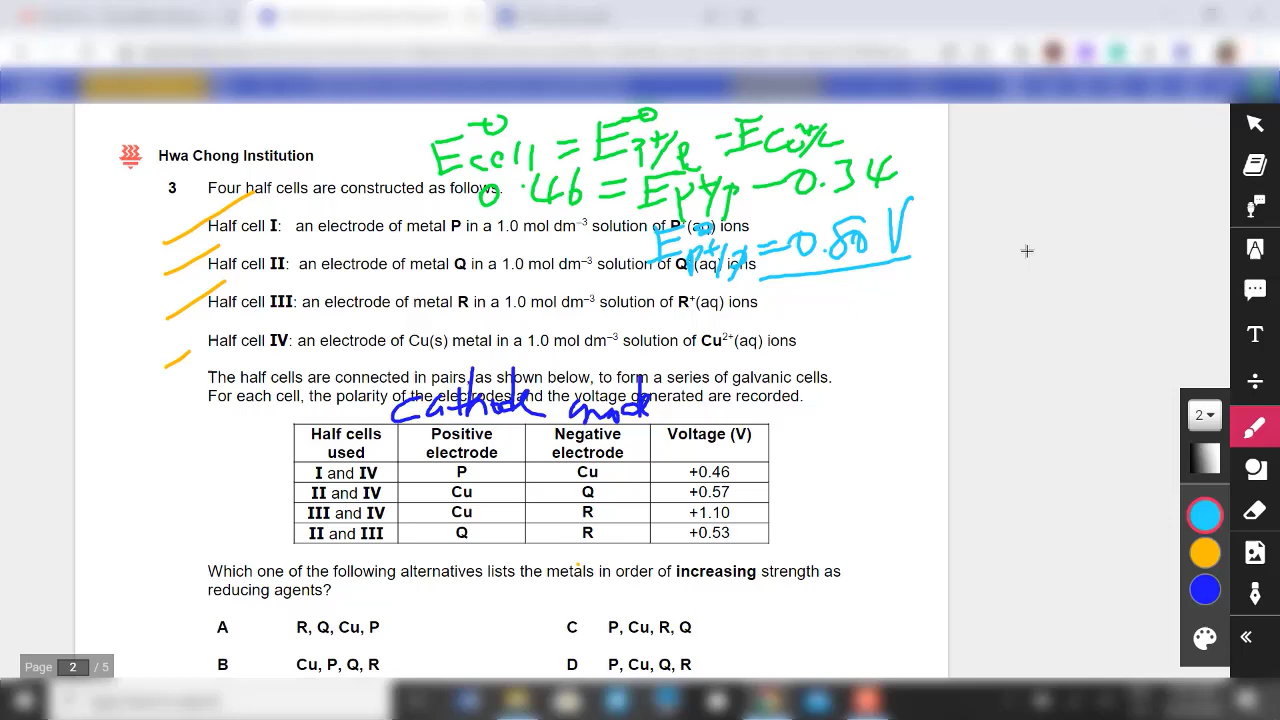 E⦵cell = E⦵P+/P - ECu2+/C
0.46 = EP+/P - 0.34
E⦵P+/P = 0.80 V
Hwa Chong Institution
3 Four half cells are constructed as follows.
Half cell I: an electrode of metal P in a 1.0 mol dm⁻³ solution of P⁺(aq) ions
Half cell II: an electrode of metal Q in a 1.0 mol dm⁻³ solution of Q⁺(aq) ions
Half cell III: an electrode of metal R in a 1.0 mol dm⁻³ solution of R⁺(aq) ions
Half cell IV: an electrode of Cu(s) metal in a 1.0 mol dm⁻³ solution of Cu²⁺(aq) ions
The half cells are connected in pairs, as shown below, to form a series of galvanic cells.
For each cell, the polarity of the electrodes and the voltage generated are recorded.
cathode anode
Half cells used Positive electrode Negative electrode Voltage (V)
I and IV P Cu +0.46
II and IV Cu Q +0.57
III and IV Cu R +1.10
II and III Q R +0.53
Which one of the following alternatives lists the metals in order of increasing strength as
reducing agents?
A R, Q, Cu, P C P, Cu, R, Q
B Cu, P, Q, R D P, Cu, Q, R
Page 2 / 5
2